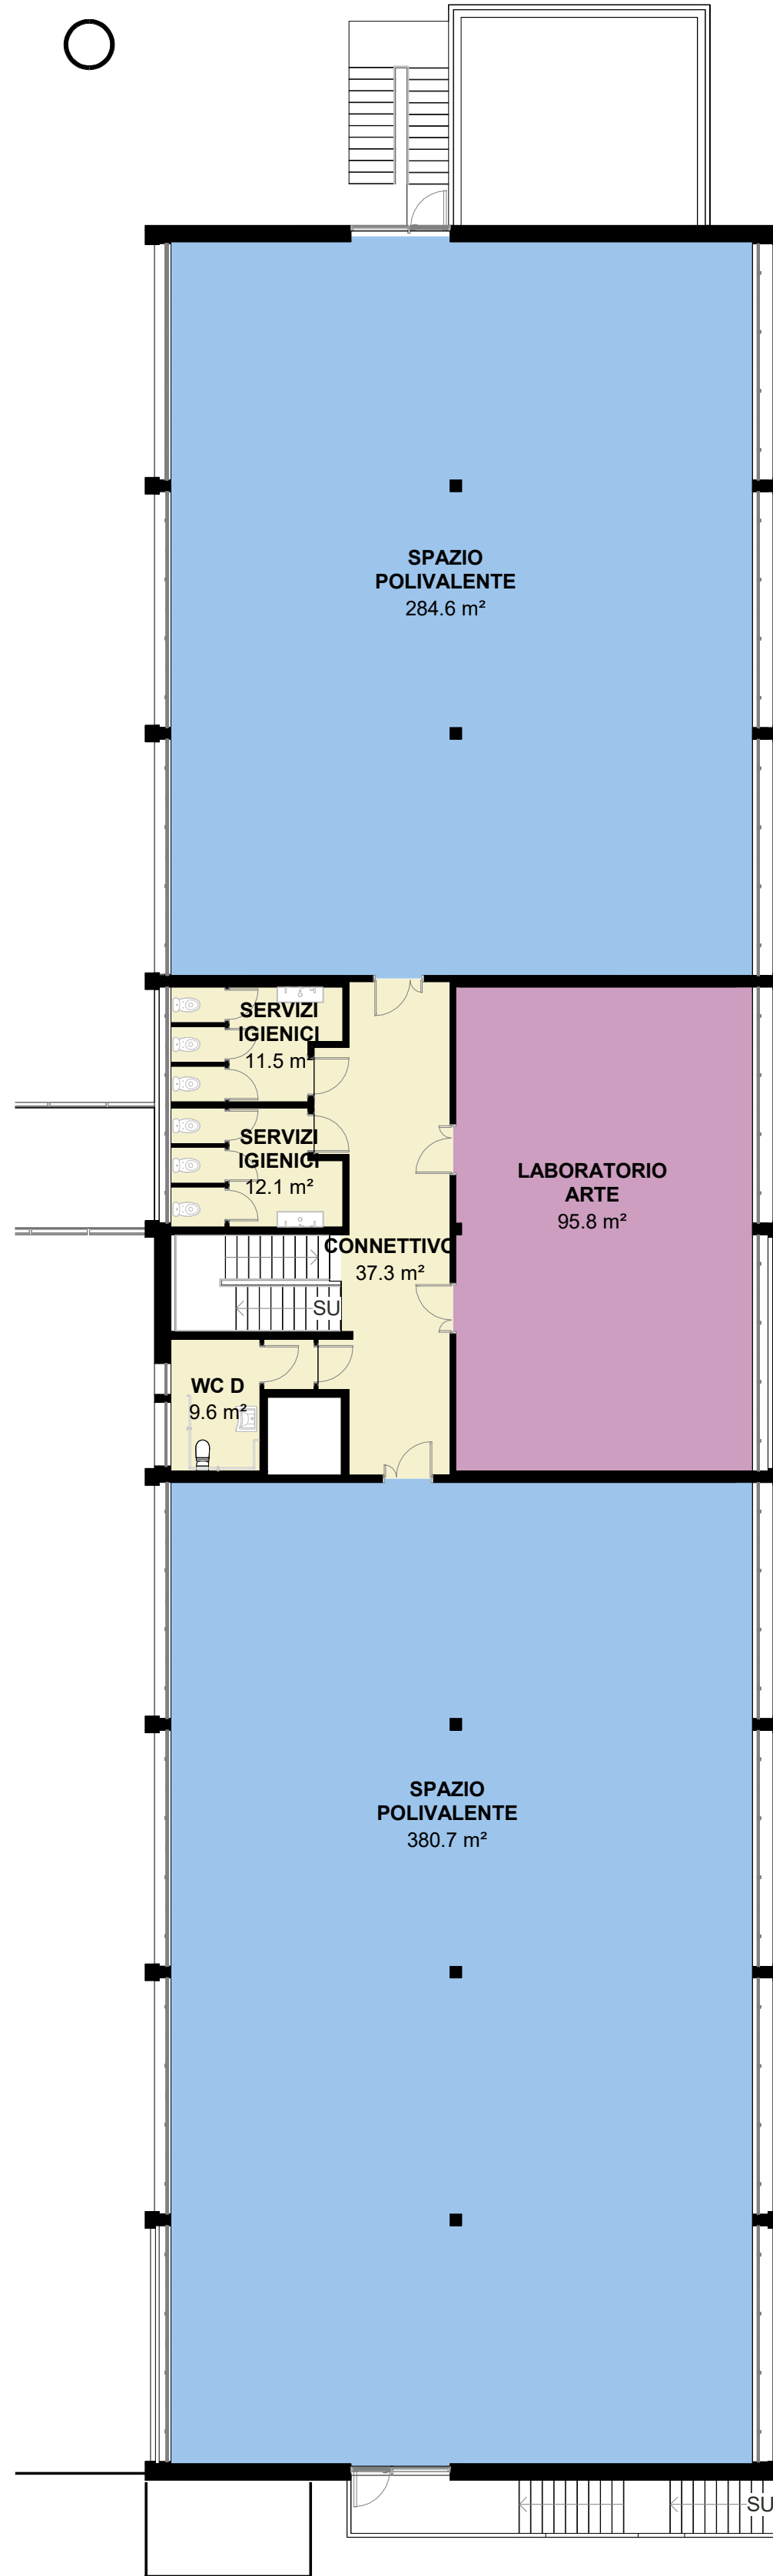 SPAZIO
POLIVALENTE
284.6 m²
SERVIZI
IGIENICI
11.5 m²
SERVIZI
IGIENICI
12.1 m²
LABORATORIO
ARTE
95.8 m²
CONNETTIVO
37.3 m²
SU
WC D
9.6 m²
SPAZIO
POLIVALENTE
380.7 m²
SU